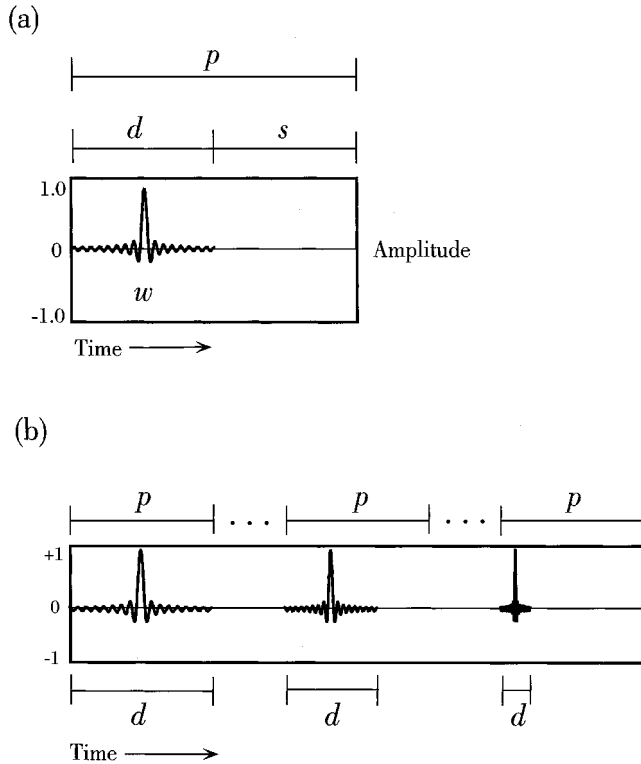 (a)
p
d s
1.0
0
Amplitude
w
-1.0
Time
(b)
p . . . p . . . p
+1
0
-1
d d d
Time